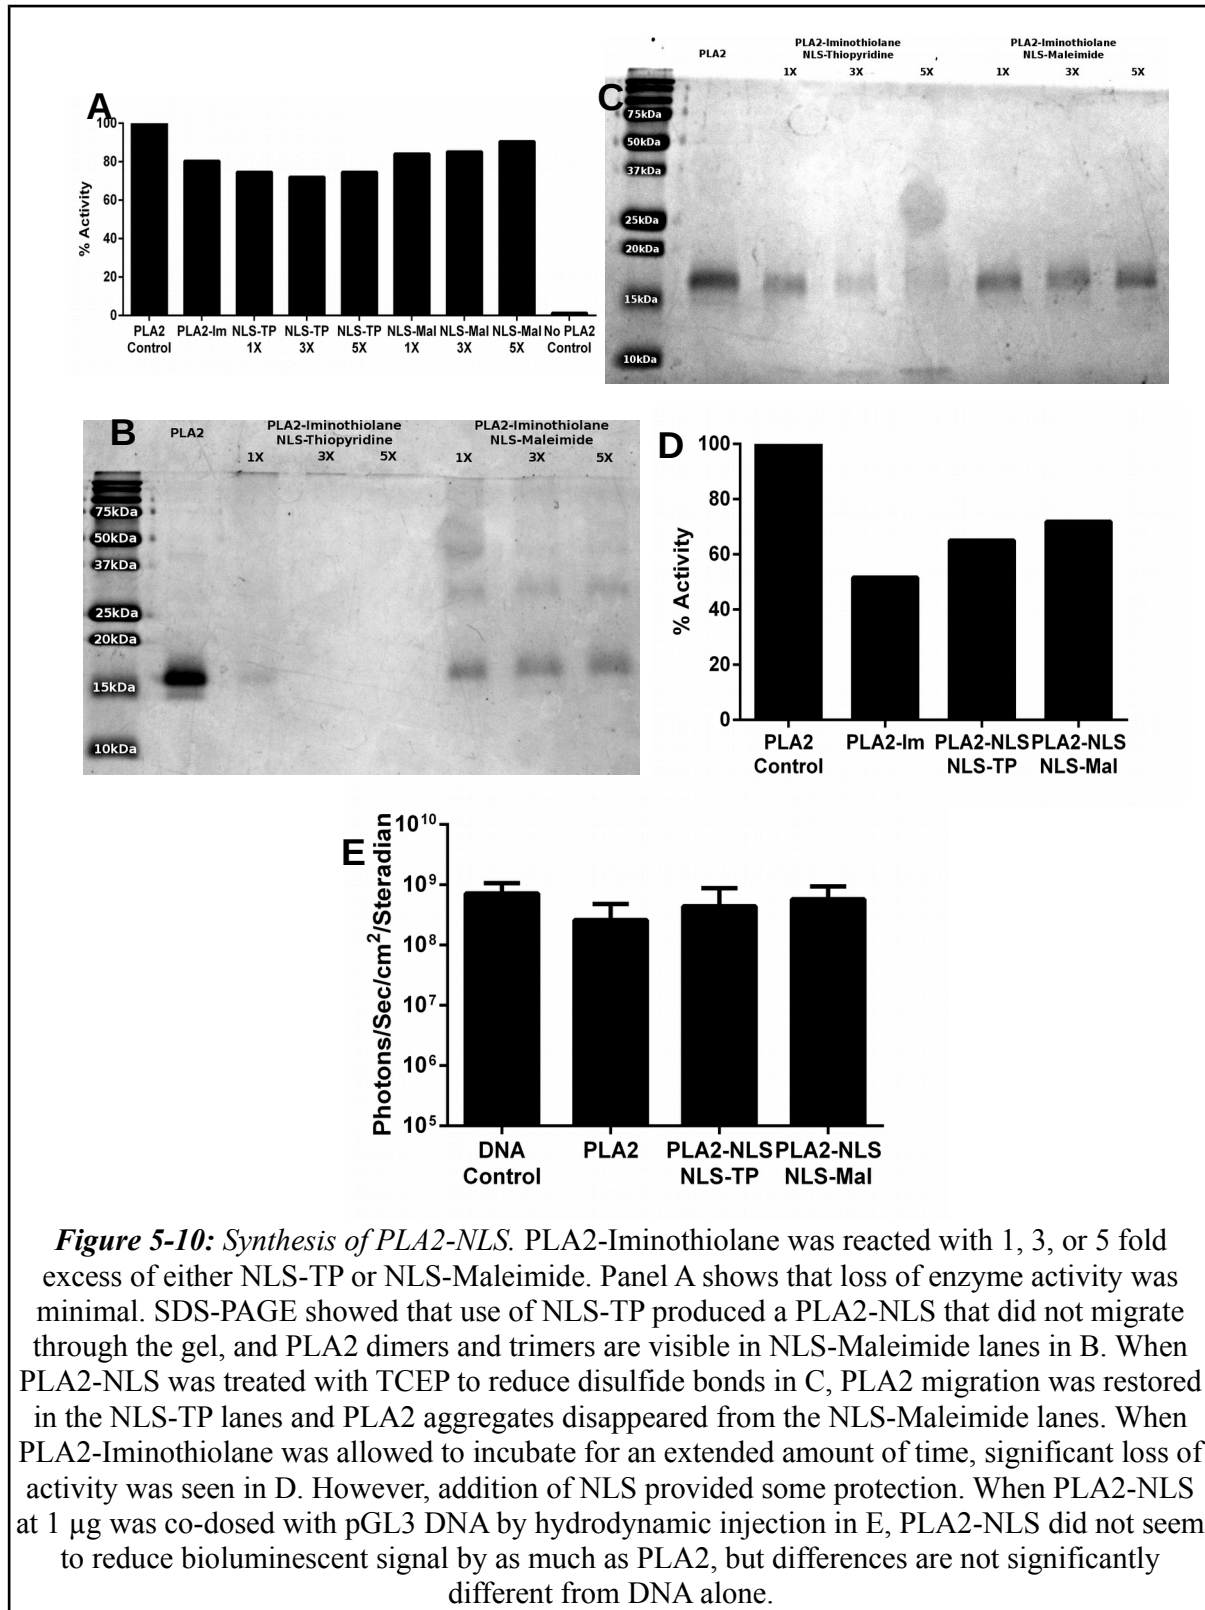 A
% Activity
100
80
60
40
20
0
PLA2 Control
PLA2-Im
NLS-TP 1X
NLS-TP 3X
NLS-TP 5X
NLS-Mal 1X
NLS-Mal 3X
NLS-Mal 5X
No PLA2 Control
C
PLA2
PLA2-Iminothiolane
NLS-Thiopyridine
1X 3X 5X
PLA2-Iminothiolane
NLS-Maleimide
1X 3X 5X
75kDa
50kDa
37kDa
25kDa
20kDa
15kDa
10kDa
B
PLA2
PLA2-Iminothiolane
NLS-Thiopyridine
1X 3X 5X
PLA2-Iminothiolane
NLS-Maleimide
1X 3X 5X
75kDa
50kDa
37kDa
25kDa
20kDa
15kDa
10kDa
D
% Activity
100
80
60
40
20
0
PLA2 Control
PLA2-Im
PLA2-NLS NLS-TP
PLA2-NLS NLS-Mal
E
Photons/Sec/cm²/Steradian
10¹⁰
10⁹
10⁸
10⁷
10⁶
10⁵
DNA Control
PLA2
PLA2-NLS NLS-TP
PLA2-NLS NLS-Mal
Figure 5-10: Synthesis of PLA2-NLS. PLA2-Iminothiolane was reacted with 1, 3, or 5 fold
excess of either NLS-TP or NLS-Maleimide. Panel A shows that loss of enzyme activity was
minimal. SDS-PAGE showed that use of NLS-TP produced a PLA2-NLS that did not migrate
through the gel, and PLA2 dimers and trimers are visible in NLS-Maleimide lanes in B. When
PLA2-NLS was treated with TCEP to reduce disulfide bonds in C, PLA2 migration was restored
in the NLS-TP lanes and PLA2 aggregates disappeared from the NLS-Maleimide lanes. When
PLA2-Iminothiolane was allowed to incubate for an extended amount of time, significant loss of
activity was seen in D. However, addition of NLS provided some protection. When PLA2-NLS
at 1 µg was co-dosed with pGL3 DNA by hydrodynamic injection in E, PLA2-NLS did not seem
to reduce bioluminescent signal by as much as PLA2, but differences are not significantly
different from DNA alone.